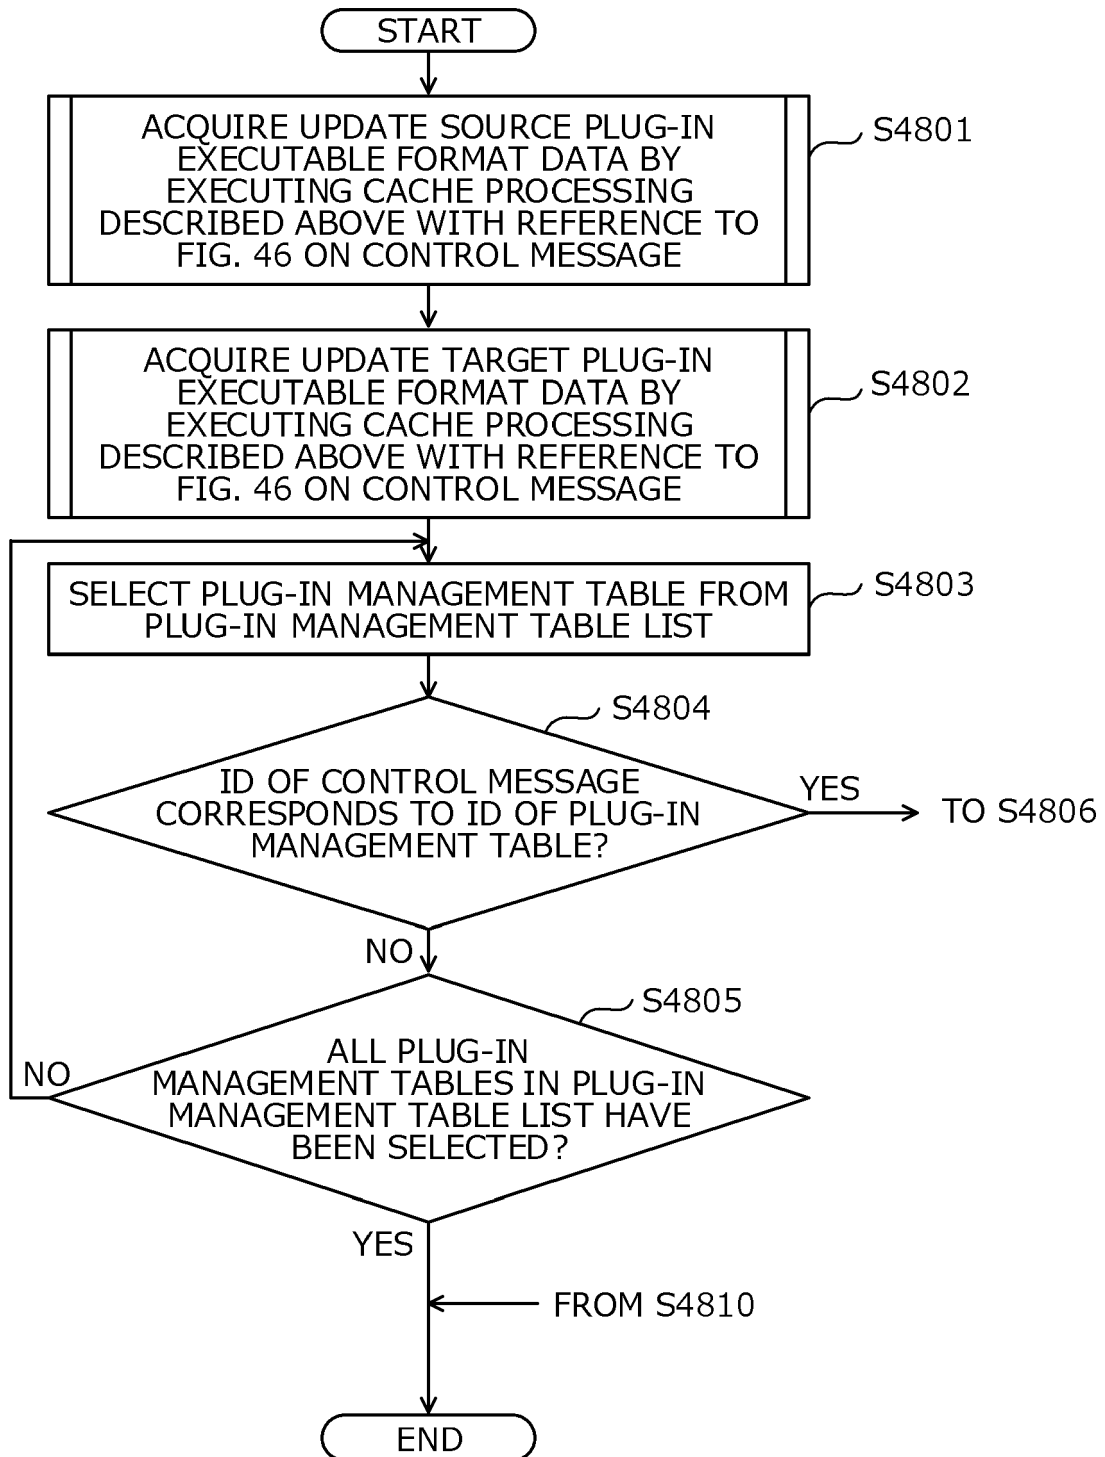 START
ACQUIRE UPDATE SOURCE PLUG-IN
EXECUTABLE FORMAT DATA BY
EXECUTING CACHE PROCESSING
DESCRIBED ABOVE WITH REFERENCE TO
FIG. 46 ON CONTROL MESSAGE
S4801
ACQUIRE UPDATE TARGET PLUG-IN
EXECUTABLE FORMAT DATA BY
EXECUTING CACHE PROCESSING
DESCRIBED ABOVE WITH REFERENCE TO
FIG. 46 ON CONTROL MESSAGE
S4802
SELECT PLUG-IN MANAGEMENT TABLE FROM
PLUG-IN MANAGEMENT TABLE LIST
S4803
S4804
ID OF CONTROL MESSAGE
CORRESPONDS TO ID OF PLUG-IN
MANAGEMENT TABLE?
YES
TO S4806
NO
S4805
ALL PLUG-IN
MANAGEMENT TABLES IN PLUG-IN
MANAGEMENT TABLE LIST HAVE
BEEN SELECTED?
NO
YES
FROM S4810
END